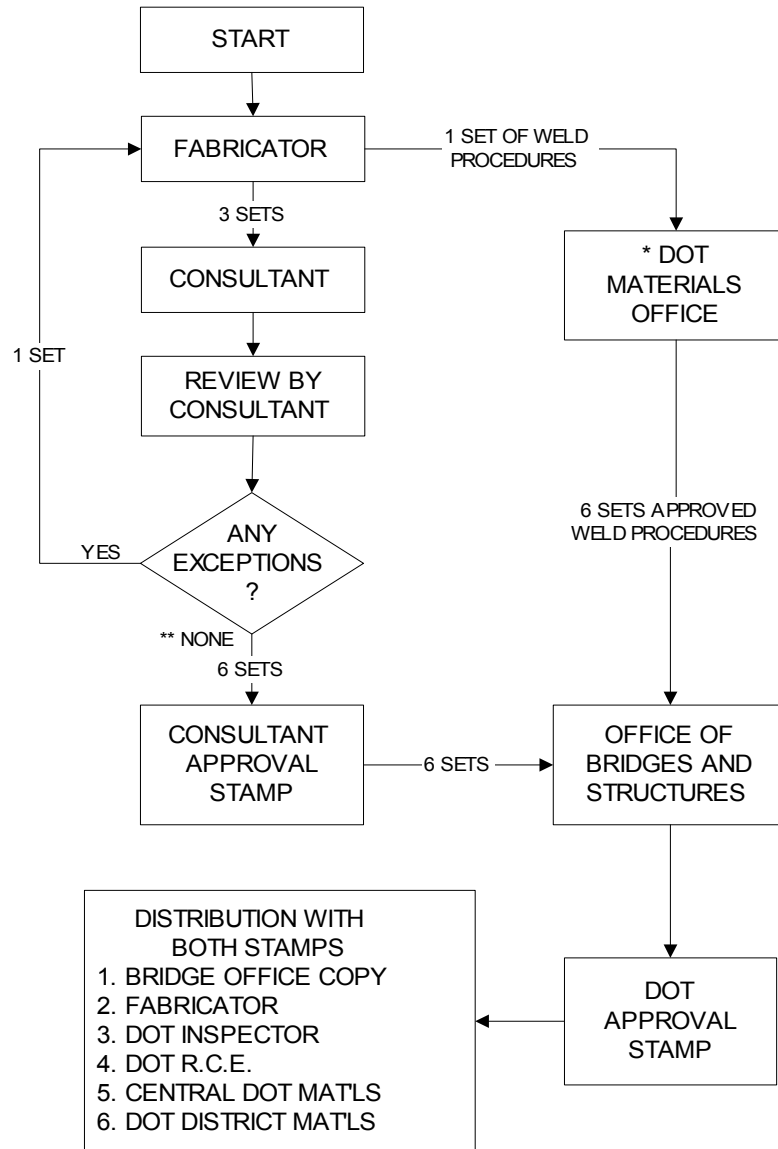 START
FABRICATOR
1 SET OF WELD
PROCEDURES
3 SETS
CONSULTANT
* DOT
MATERIALS
OFFICE
1 SET
REVIEW BY
CONSULTANT
ANY
EXCEPTIONS
?
YES
6 SETS APPROVED
WELD PROCEDURES
** NONE
6 SETS
CONSULTANT
APPROVAL
STAMP
6 SETS
OFFICE OF
BRIDGES AND
STRUCTURES
DISTRIBUTION WITH
BOTH STAMPS
1. BRIDGE OFFICE COPY
2. FABRICATOR
3. DOT INSPECTOR
4. DOT R.C.E.
5. CENTRAL DOT MAT'LS
6. DOT DISTRICT MAT'LS
DOT
APPROVAL
STAMP